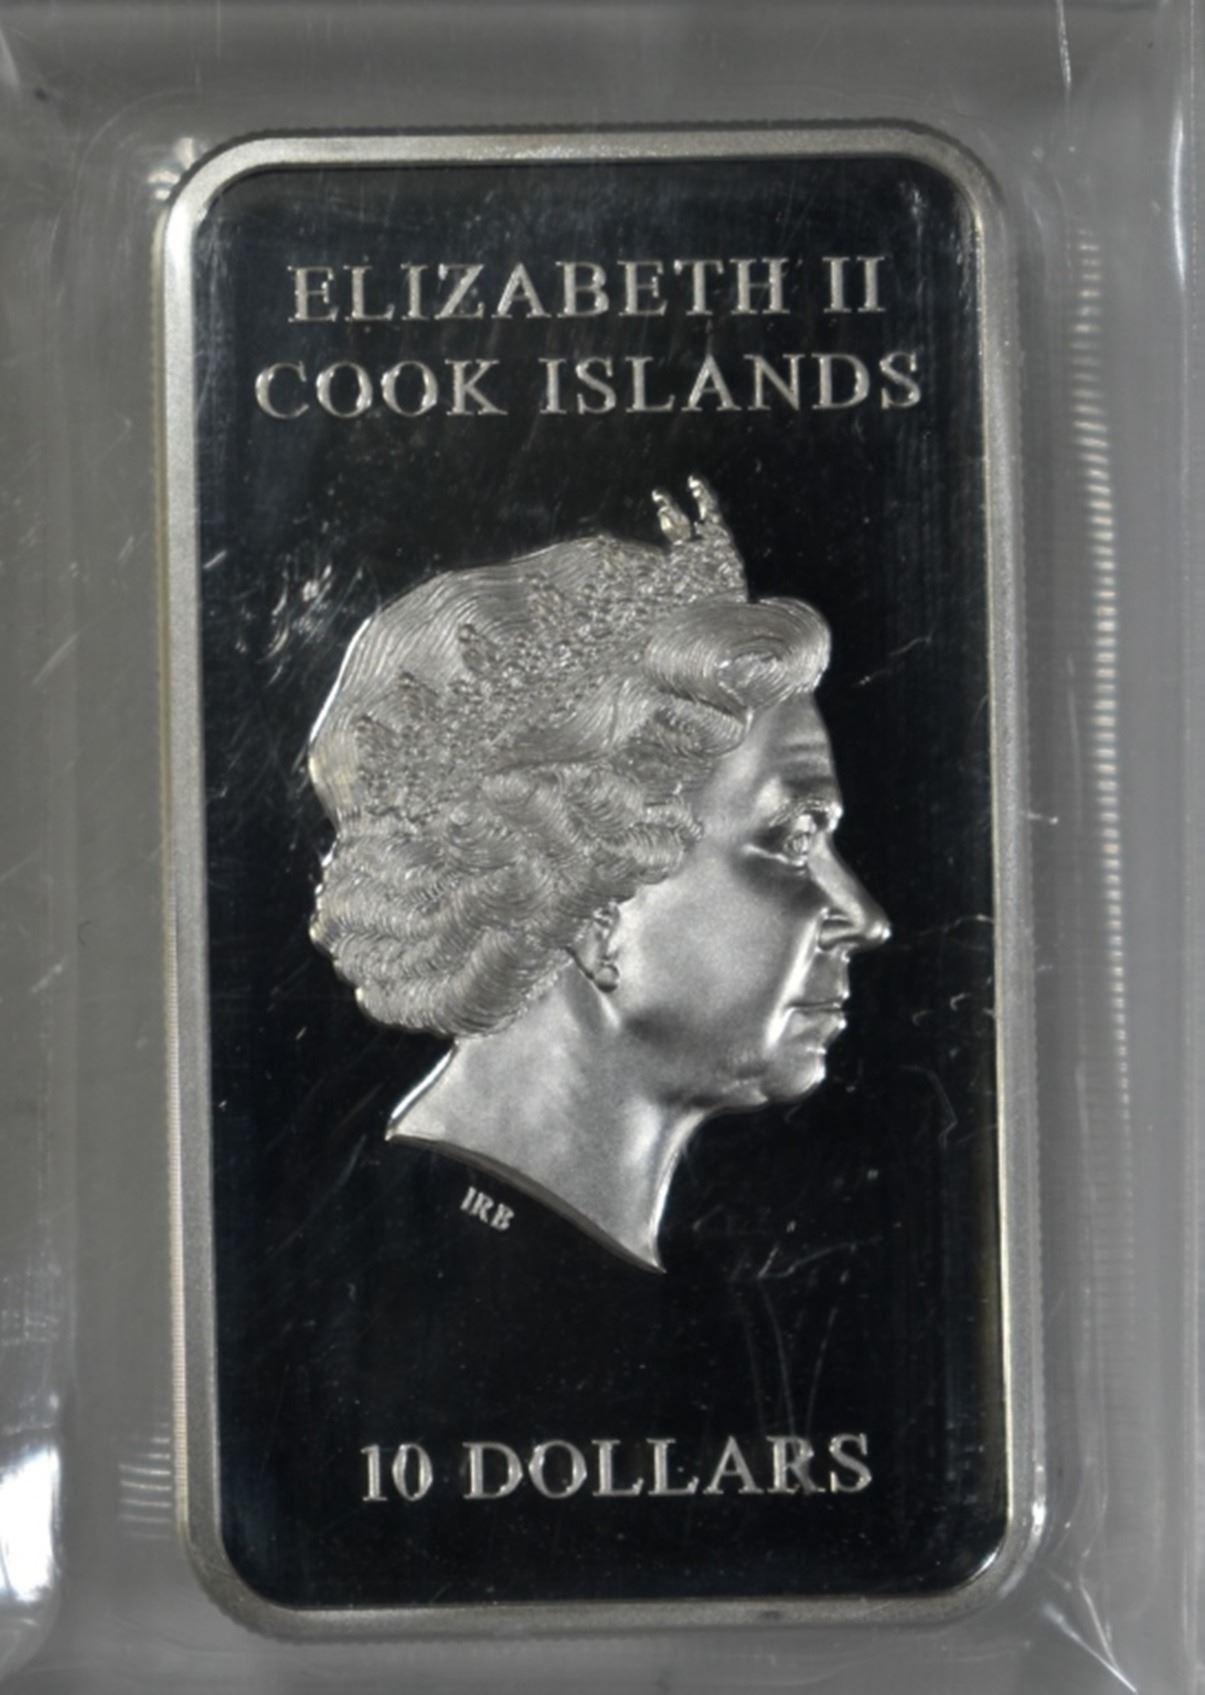 ELIZABETH II
COOK ISLANDS
IRB
10 DOLLARS